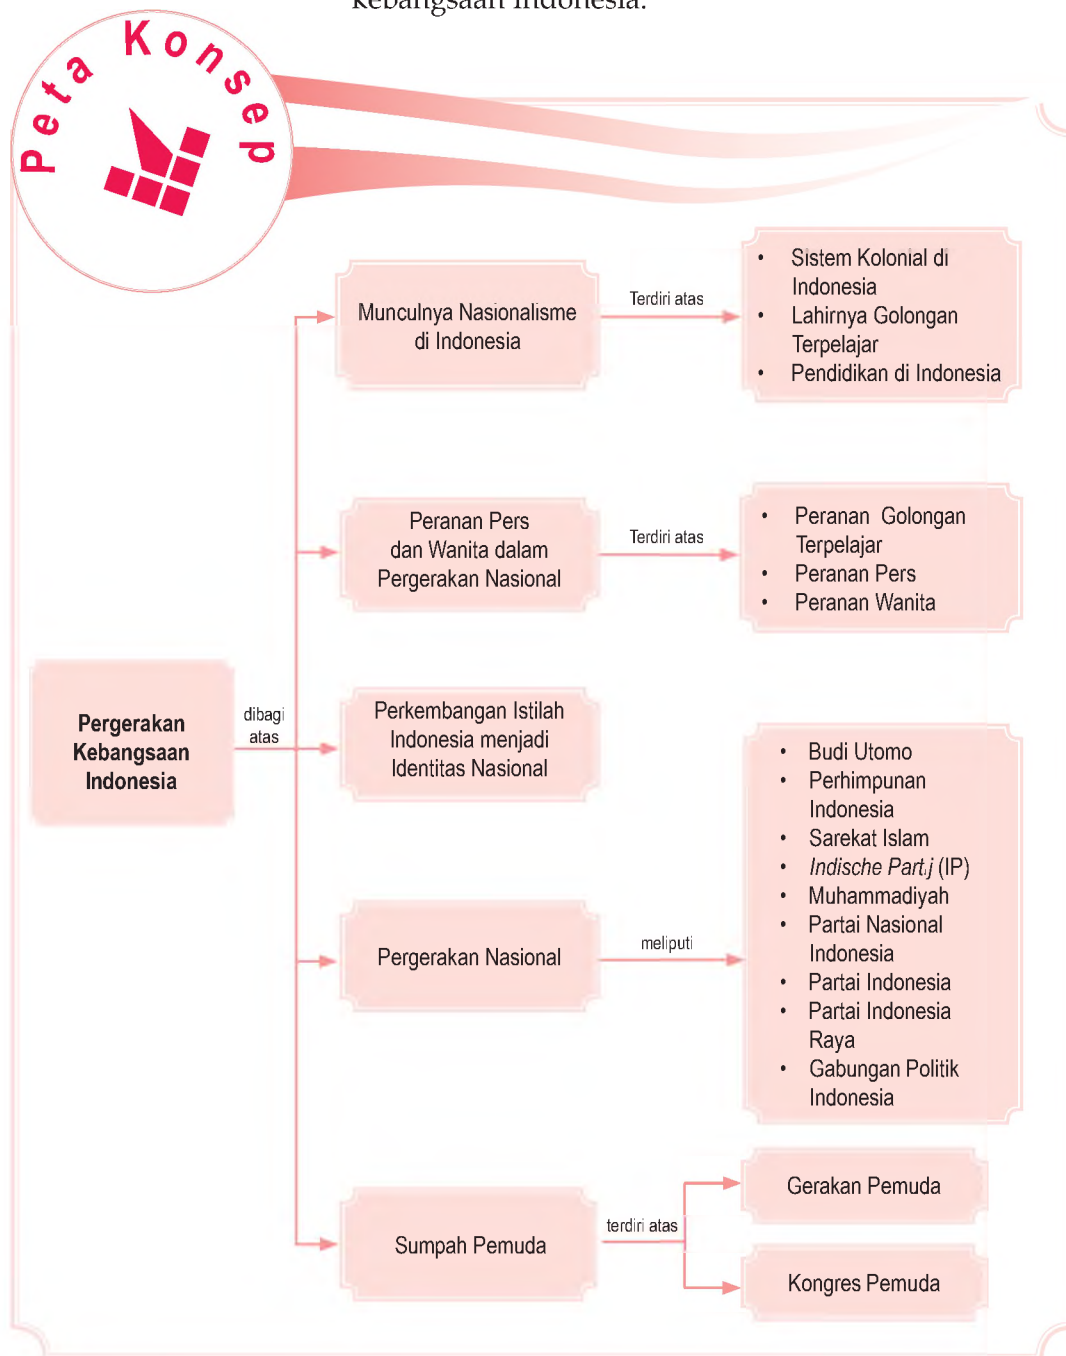 kebangsaan Indonesia.
Peta Konsep
Munculnya Nasionalisme
di Indonesia
Terdiri atas
• Sistem Kolonial di
Indonesia
• Lahirnya Golongan
Terpelajar
• Pendidikan di Indonesia
Peranan Pers
dan Wanita dalam
Pergerakan Nasional
Terdiri atas
• Peranan Golongan
Terpelajar
• Peranan Pers
• Peranan Wanita
Pergerakan
Kebangsaan
Indonesia
dibagi
atas
Perkembangan Istilah
Indonesia menjadi
Identitas Nasional
Pergerakan Nasional
meliputi
• Budi Utomo
• Perhimpunan
Indonesia
• Sarekat Islam
• Indische Partij (IP)
• Muhammadiyah
• Partai Nasional
Indonesia
• Partai Indonesia
• Partai Indonesia
Raya
• Gabungan Politik
Indonesia
Sumpah Pemuda
terdiri atas
Gerakan Pemuda
Kongres Pemuda